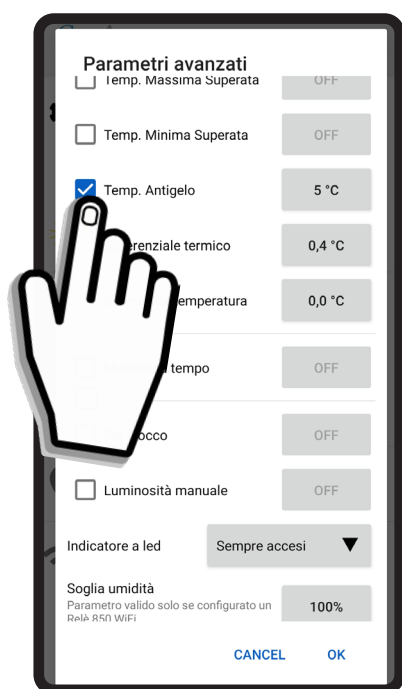 Parametri avanzati
Temp. Massima Superata OFF
Temp. Minima Superata OFF
Temp. Antigelo 5 °C
erenziale termico 0,4 °C
emperatura 0,0 °C
tempo OFF
occo OFF
Luminosità manuale OFF
Indicatore a led Sempre accesi
Soglia umidità
Parametro valido solo se configurato un 100%
Relè 850 WiFi
CANCEL OK